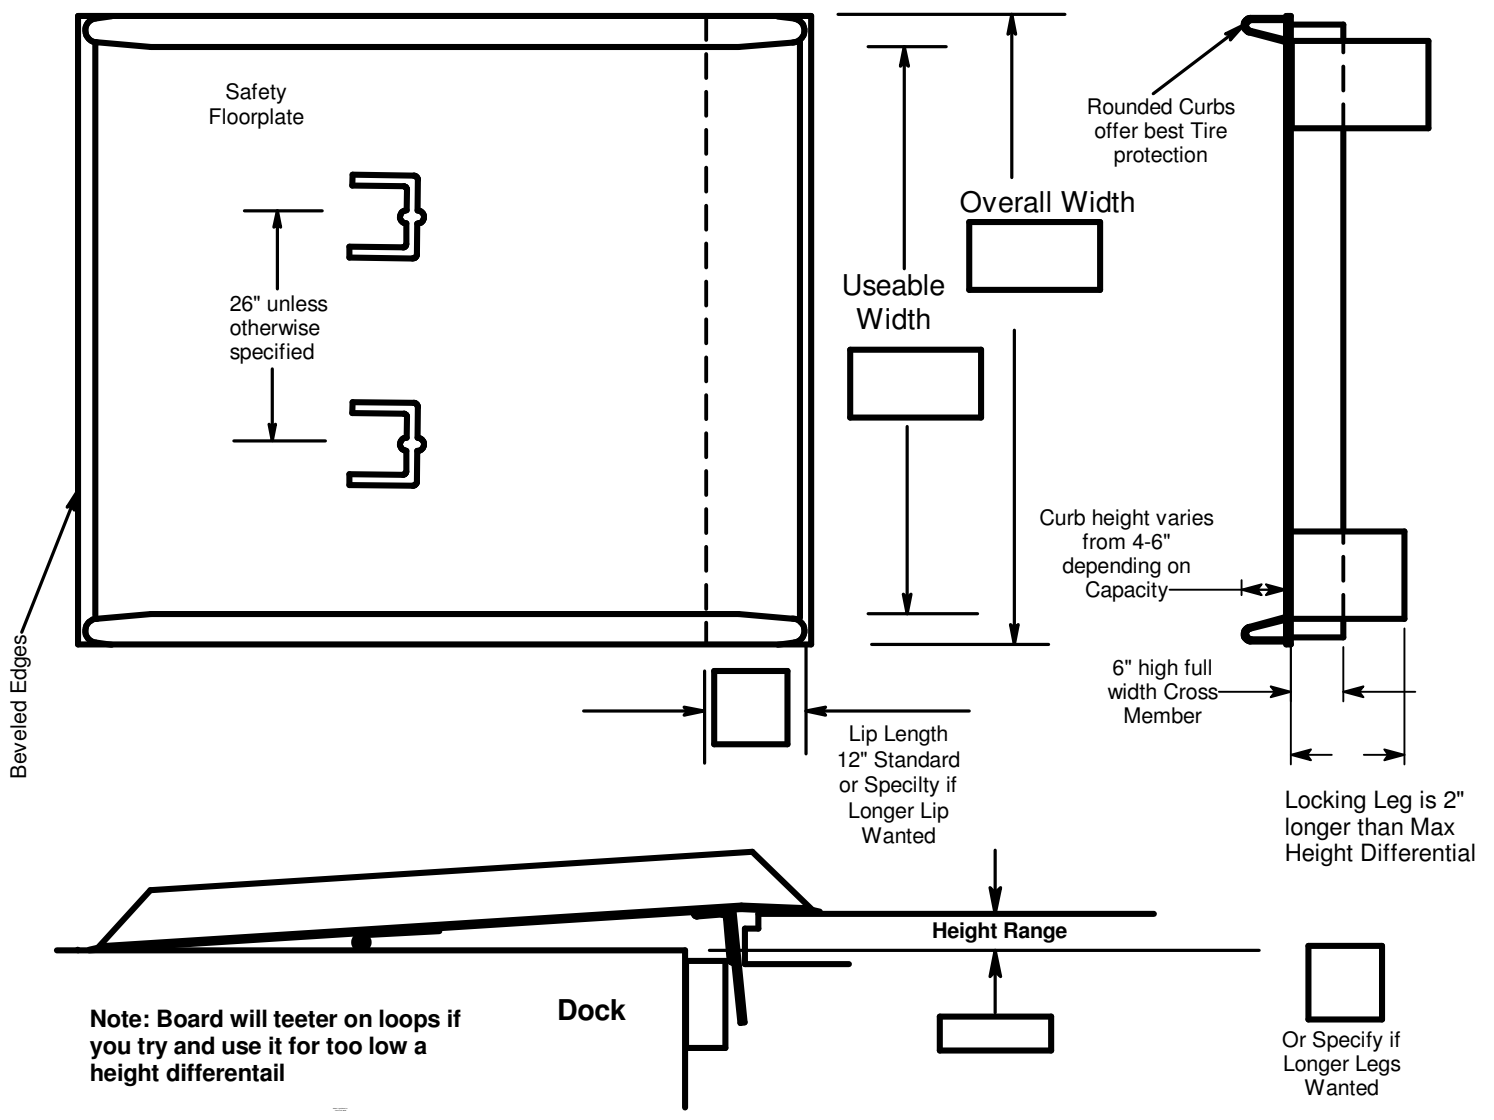 Safety
Floorplate
26" unless
otherwise
specified
Beveled Edges
Overall Width
Useable
Width
Rounded Curbs
offer best Tire
protection
Curb height varies
from 4-6"
depending on
Capacity
6" high full
width Cross
Member
Lip Length
12" Standard
or Specilty if
Longer Lip
Wanted
Locking Leg is 2"
longer than Max
Height Differential
Height Range
Dock
Note: Board will teeter on loops if
you try and use it for too low a
height differentail
Or Specify if
Longer Legs
Wanted